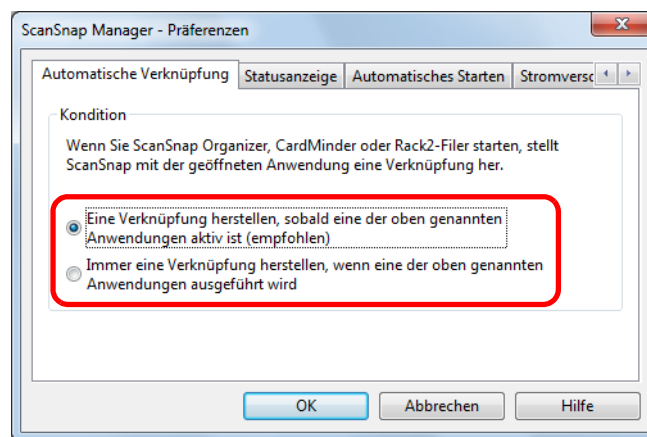 ScanSnap Manager - Präferenzen
Automatische Verknüpfung
Statusanzeige
Automatisches Starten
Stromversc
Kondition
Wenn Sie ScanSnap Organizer, CardMinder oder Rack2-Filer starten, stellt
ScanSnap mit der geöffneten Anwendung eine Verknüpfung her.
Eine Verknüpfung herstellen, sobald eine der oben genannten
Anwendungen aktiv ist (empfohlen)
Immer eine Verknüpfung herstellen, wenn eine der oben genannten
Anwendungen ausgeführt wird
OK
Abbrechen
Hilfe